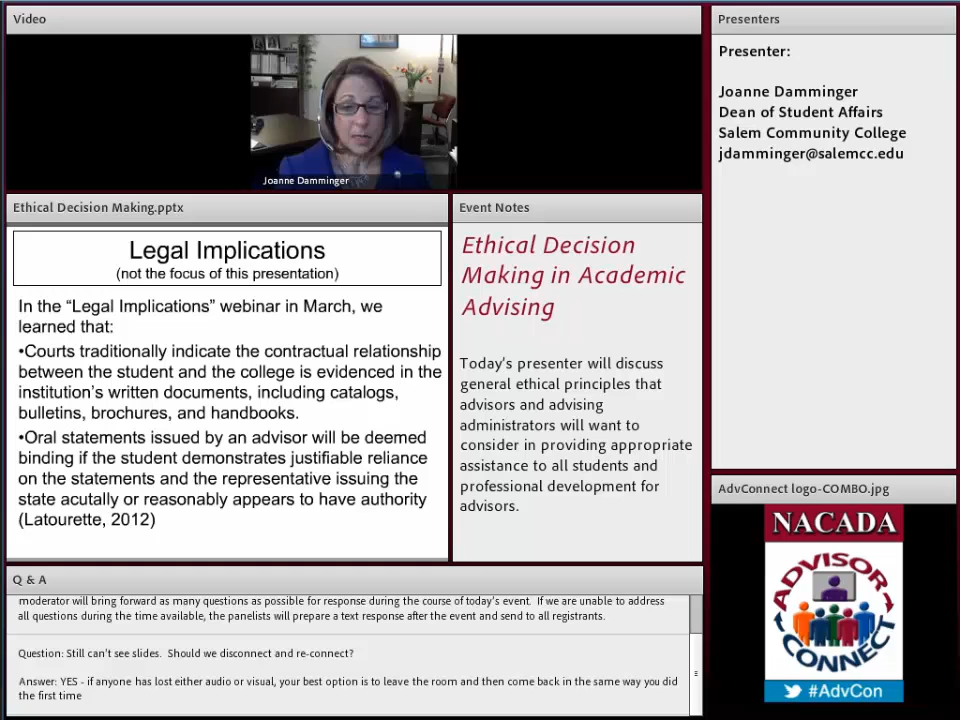 Video
Joanne Damminger
Presenters
Presenter:
Joanne Damminger
Dean of Student Affairs
Salem Community College
jdamminger@salemcc.edu
Ethical Decision Making.pptx
Legal Implications
(not the focus of this presentation)
In the “Legal Implications” webinar in March, we
learned that:
•Courts traditionally indicate the contractual relationship
between the student and the college is evidenced in the
institution’s written documents, including catalogs,
bulletins, brochures, and handbooks.
•Oral statements issued by an advisor will be deemed
binding if the student demonstrates justifiable reliance
on the statements and the representative issuing the
state acutally or reasonably appears to have authority
(Latourette, 2012)
Event Notes
Ethical Decision
Making in Academic
Advising
Today's presenter will discuss
general ethical principles that
advisors and advising
administrators will want to
consider in providing appropriate
assistance to all students and
professional development for
advisors.
AdvConnect logo-COMBO.jpg
NACADA
ADVISOR
CONNECT
#AdvCon
Q & A
moderator will bring forward as many questions as possible for response during the course of today's event. If we are unable to address
all questions during the time available, the panelists will prepare a text response after the event and send to all registrants.
Question: Still can't see slides. Should we disconnect and re-connect?
Answer: YES - if anyone has lost either audio or visual, your best option is to leave the room and then come back in the same way you did
the first time